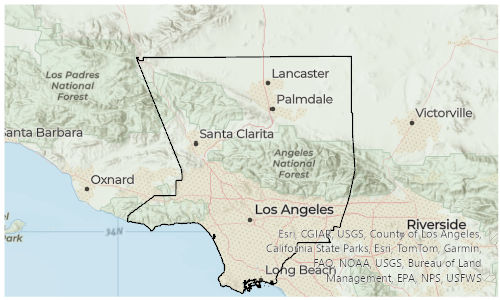 Los Padres
National
Forest
Lancaster
Palmdale
Victorville
Santa Barbara
Santa Clarita
Angeles
National
Forest
Oxnard
Los Angeles
Park
34N
Riverside
Esri, CGIAR, USGS, County of Los Angeles,
California State Parks, Esri, TomTom, Garmin,
FAO, NOAA, USGS, Bureau of Land
Long Beach
Management, EPA, NPS, USFWS